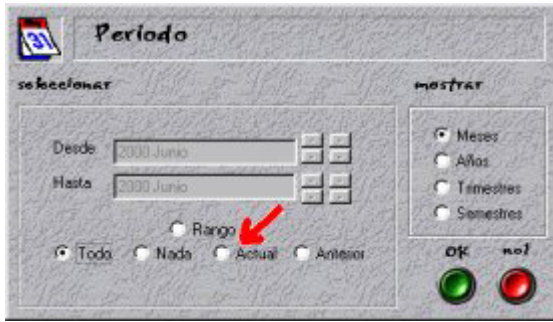 31
Periodo
seleccionar
mostrar
Desde 2000 Junio
Hasta 2000 Junio
Rango
Todo Nada Actual Anterior
Meses
Años
Trimestres
Semestres
OK no!